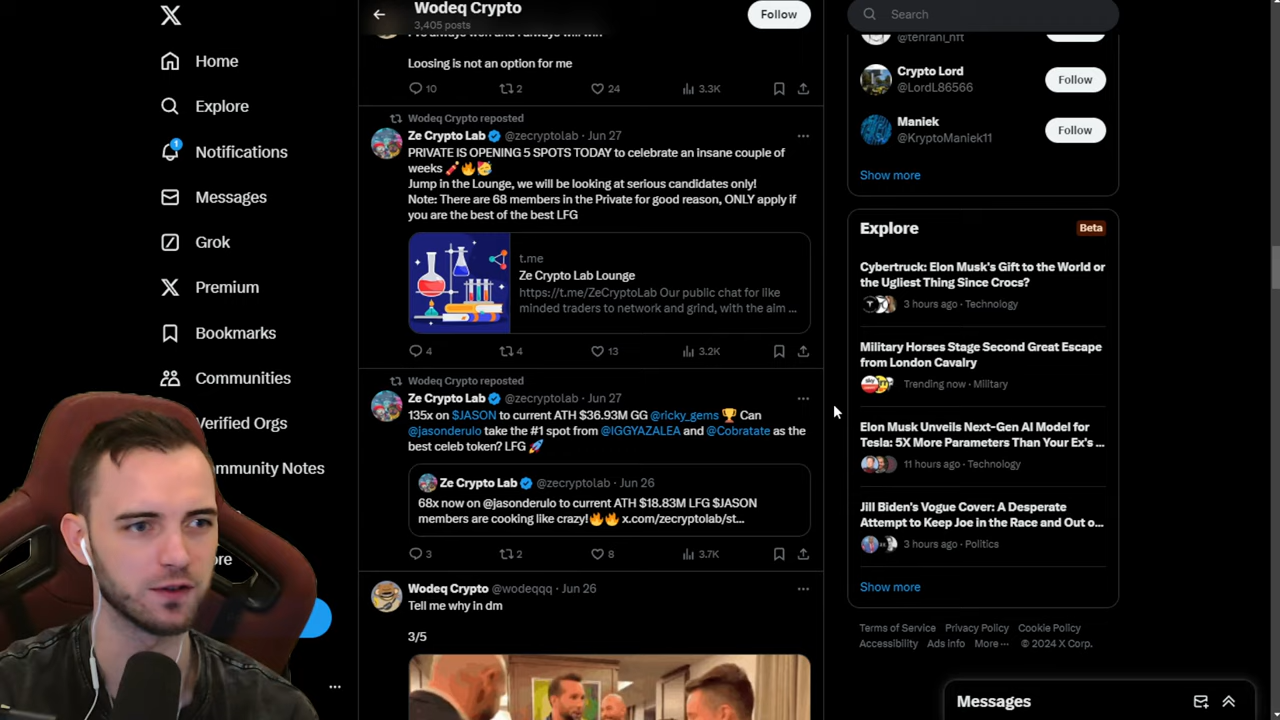 Wodeq Crypto
3,405 posts
Follow
Search
Home
Explore
Notifications
1
Messages
Grok
Premium
Bookmarks
Communities
Verified Orgs
Community Notes
Loosing is not an option for me
10 2 24 3.3K
Wodeq Crypto reposted
Ze Crypto Lab @zecryptolab · Jun 27
PRIVATE IS OPENING 5 SPOTS TODAY to celebrate an insane couple of
weeks 🧨🔥🥳
Jump in the Lounge, we will be looking at serious candidates only!
Note: There are 68 members in the Private for good reason, ONLY apply if
you are the best of the best LFG
t.me
Ze Crypto Lab Lounge
https://t.me/ZeCryptoLab Our public chat for like
minded traders to network and grind, with the aim ...
4 4 13 3.2K
Wodeq Crypto reposted
Ze Crypto Lab @zecryptolab · Jun 27
135x on $JASON to current ATH $36.93M GG @ricky_gems 🏆 Can
@jasonderulo take the #1 spot from @IGGYAZALEA and @Cobratate as the
best celeb token? LFG 🚀
Ze Crypto Lab @zecryptolab · Jun 26
68x now on @jasonderulo to current ATH $18.83M LFG $JASON
members are cooking like crazy!🔥🔥 x.com/zecryptolab/st...
3 2 8 3.7K
Wodeq Crypto @wodeqqq · Jun 26
Tell me why in dm
3/5
@tenrani_nft
Crypto Lord
@LordL86566
Follow
Maniek
@KryptoManiek11
Follow
Show more
Explore
Beta
Cybertruck: Elon Musk's Gift to the World or
the Ugliest Thing Since Crocs?
3 hours ago · Technology
Military Horses Stage Second Great Escape
from London Cavalry
Trending now · Military
Elon Musk Unveils Next-Gen AI Model for
Tesla: 5X More Parameters Than Your Ex's ...
11 hours ago · Technology
Jill Biden's Vogue Cover: A Desperate
Attempt to Keep Joe in the Race and Out o...
3 hours ago · Politics
Show more
Terms of Service Privacy Policy Cookie Policy
Accessibility Ads info More ... © 2024 X Corp.
Messages